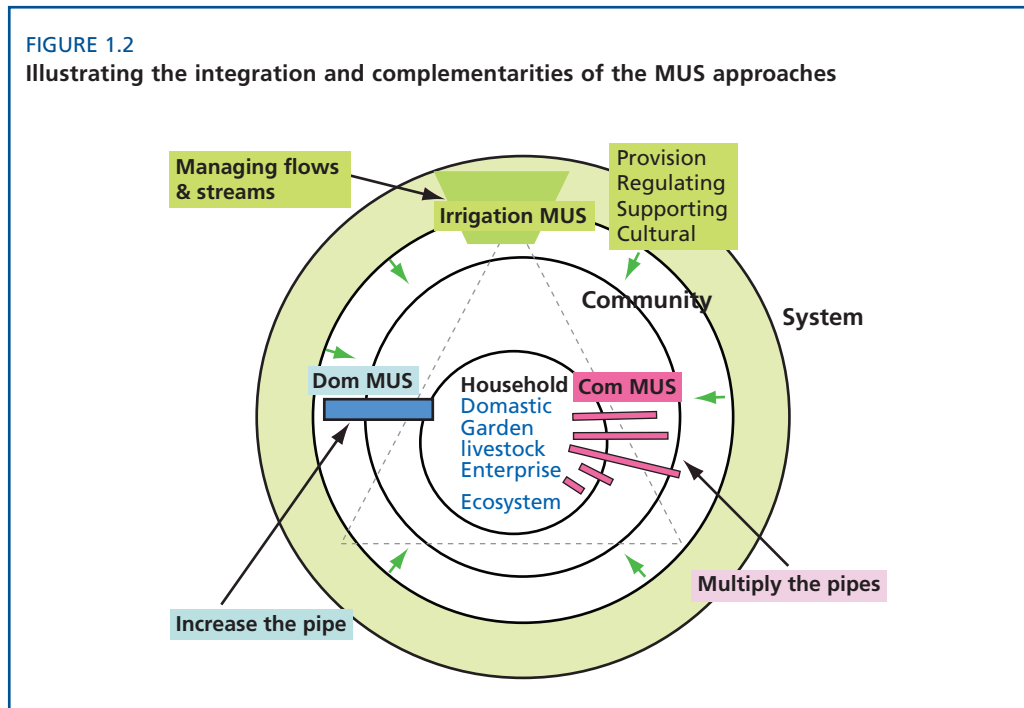 FIGURE 1.2
Illustrating the integration and complementarities of the MUS approaches
Managing flows
& streams
Irrigation MUS
Provision
Regulating
Supporting
Cultural
Community
System
Dom MUS
Household
Domastic
Garden
livestock
Enterprise
Ecosystem
Com MUS
Multiply the pipes
Increase the pipe